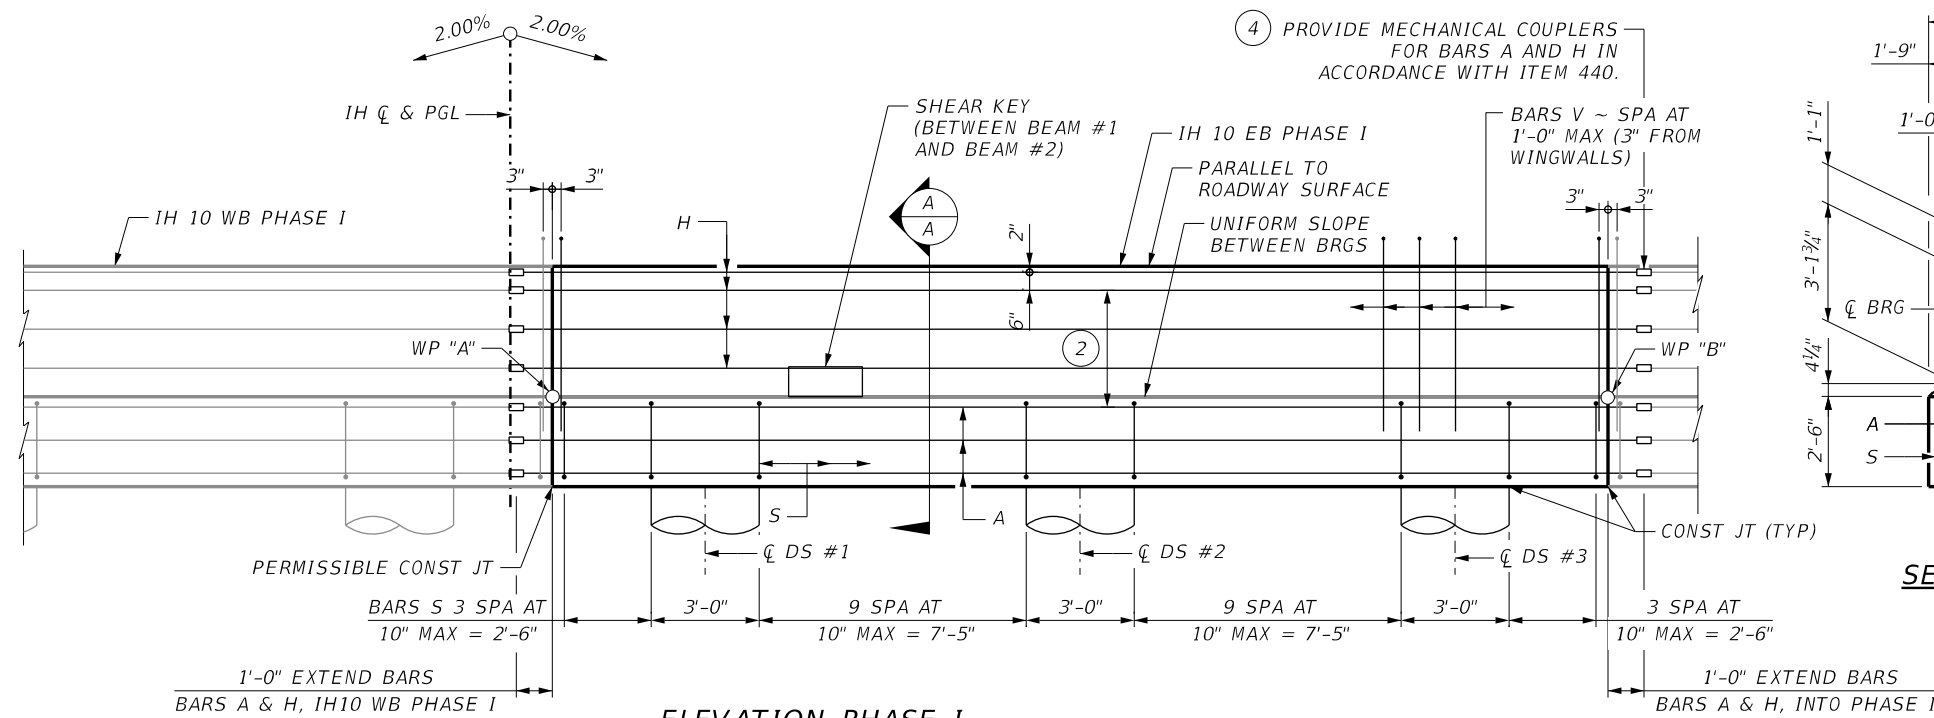 2.00%
2.00%
IH ℄ & PGL
4
PROVIDE MECHANICAL COUPLERS
FOR BARS A AND H IN
ACCORDANCE WITH ITEM 440.
SHEAR KEY
(BETWEEN BEAM #1
AND BEAM #2)
IH 10 EB PHASE I
PARALLEL TO
ROADWAY SURFACE
UNIFORM SLOPE
BETWEEN BRGS
BARS V ~ SPA AT
1'-0" MAX (3" FROM
WINGWALLS)
3"
3"
3"
3"
IH 10 WB PHASE I
H
A
A
2"
6"
2
WP "A"
WP "B"
S
A
℄ DS #1
℄ DS #2
℄ DS #3
CONST JT (TYP)
PERMISSIBLE CONST JT
BARS S 3 SPA AT
10" MAX = 2'-6"
3'-0"
9 SPA AT
10" MAX = 7'-5"
3'-0"
9 SPA AT
10" MAX = 7'-5"
3'-0"
3 SPA AT
10" MAX = 2'-6"
1'-0" EXTEND BARS
BARS A & H, IH10 WB PHASE I
1'-0" EXTEND BARS
BARS A & H, INTO PHASE I
ELEVATION PHASE I
1'-9"
1'-0
1'-1"
3'-1¾"
℄ BRG
4¼"
2'-6"
A
S
SE